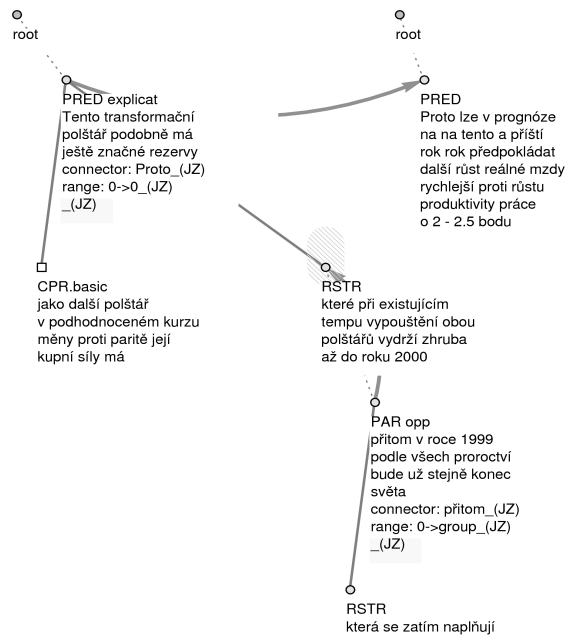 root
root
PRED explicat
Tento transformační
polštář podobně má
ještě značné rezervy
connector: Proto_(JZ)
range: 0->0_(JZ)
_(JZ)
PRED
Proto lze v prognóze
na na tento a příští
rok rok předpokládat
další růst reálné mzdy
rychlejší proti růstu
produktivity práce
o 2 - 2.5 bodu
CPR.basic
jako další polštář
v podhodnoceném kurzu
měny proti paritě její
kupní síly má
RSTR
které při existujícím
tempu vypouštění obou
polštářů vydrží zhruba
až do roku 2000
PAR opp
přitom v roce 1999
podle všech proroctví
bude už stejně konec
světa
connector: přitom_(JZ)
range: 0->group_(JZ)
_(JZ)
RSTR
která se zatím naplňují